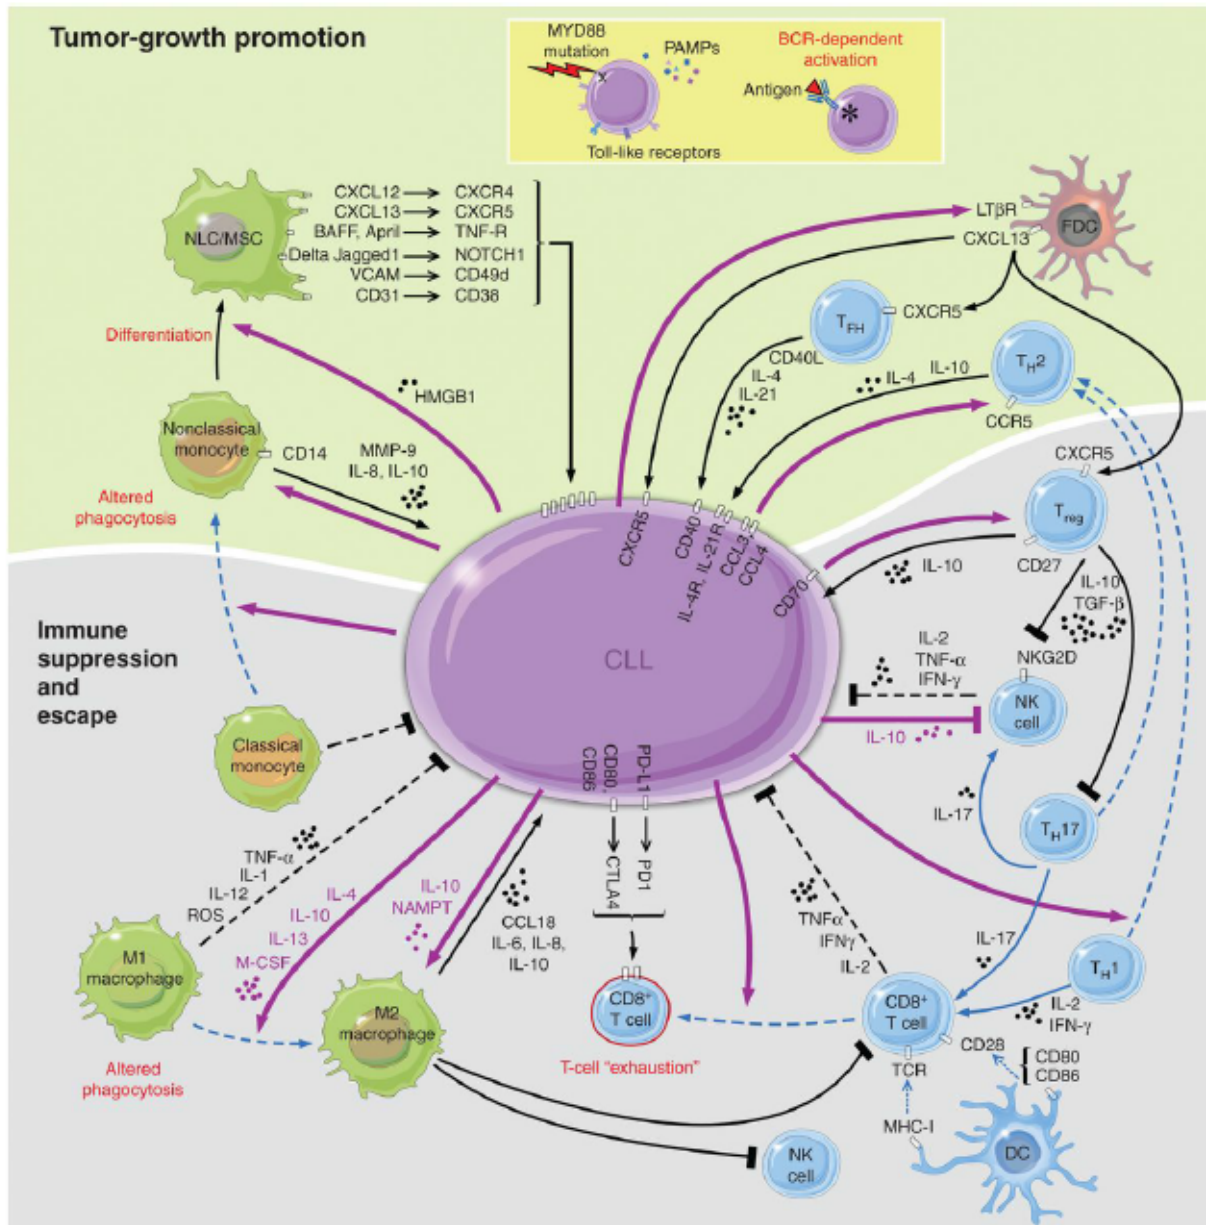 Tumor-growth promotion
MYD88
mutation
PAMPs
Toll-like receptors
BCR-dependent
activation
Antigen
NLC/MSC
CXCL12 CXCR4
CXCL13 CXCR5
BAFF, April TNF-R
Delta Jagged1 NOTCH1
VCAM CD49d
CD31 CD38
LTβR
CXCL13
FDC
TFH
CXCR5
CD40L
IL-4
IL-21
IL-4
IL-10
TH2
CCR5
Differentiation
HMGB1
Nonclassical
monocyte
CD14
MMP-9
IL-8, IL-10
Altered
phagocytosis
CXCR5
Treg
CD27
IL-10
IL-10
TGF-β
CXCR5
CD40
IL-4R, IL-21R
CCL3,
CCL4
CD70
CLL
Immune
suppression
and
escape
Classical
monocyte
IL-2
TNF-α
IFN-γ
NKG2D
NK
cell
IL-10
IL-17
TH17
CD80,
CD86
PD-L1
CTLA4
PD1
TNF-α
IL-1
IL-12
ROS
IL-4
IL-10
IL-13
M-CSF
IL-10
NAMPT
CCL18
IL-6, IL-8,
IL-10
M1
macrophage
M2
macrophage
Altered
phagocytosis
CD8+
T cell
T-cell "exhaustion"
TNFα
IFNγ
IL-2
IL-17
CD8+
T cell
TH1
IL-2
IFN-γ
CD28
CD80
CD86
TCR
MHC-I
DC
NK
cell